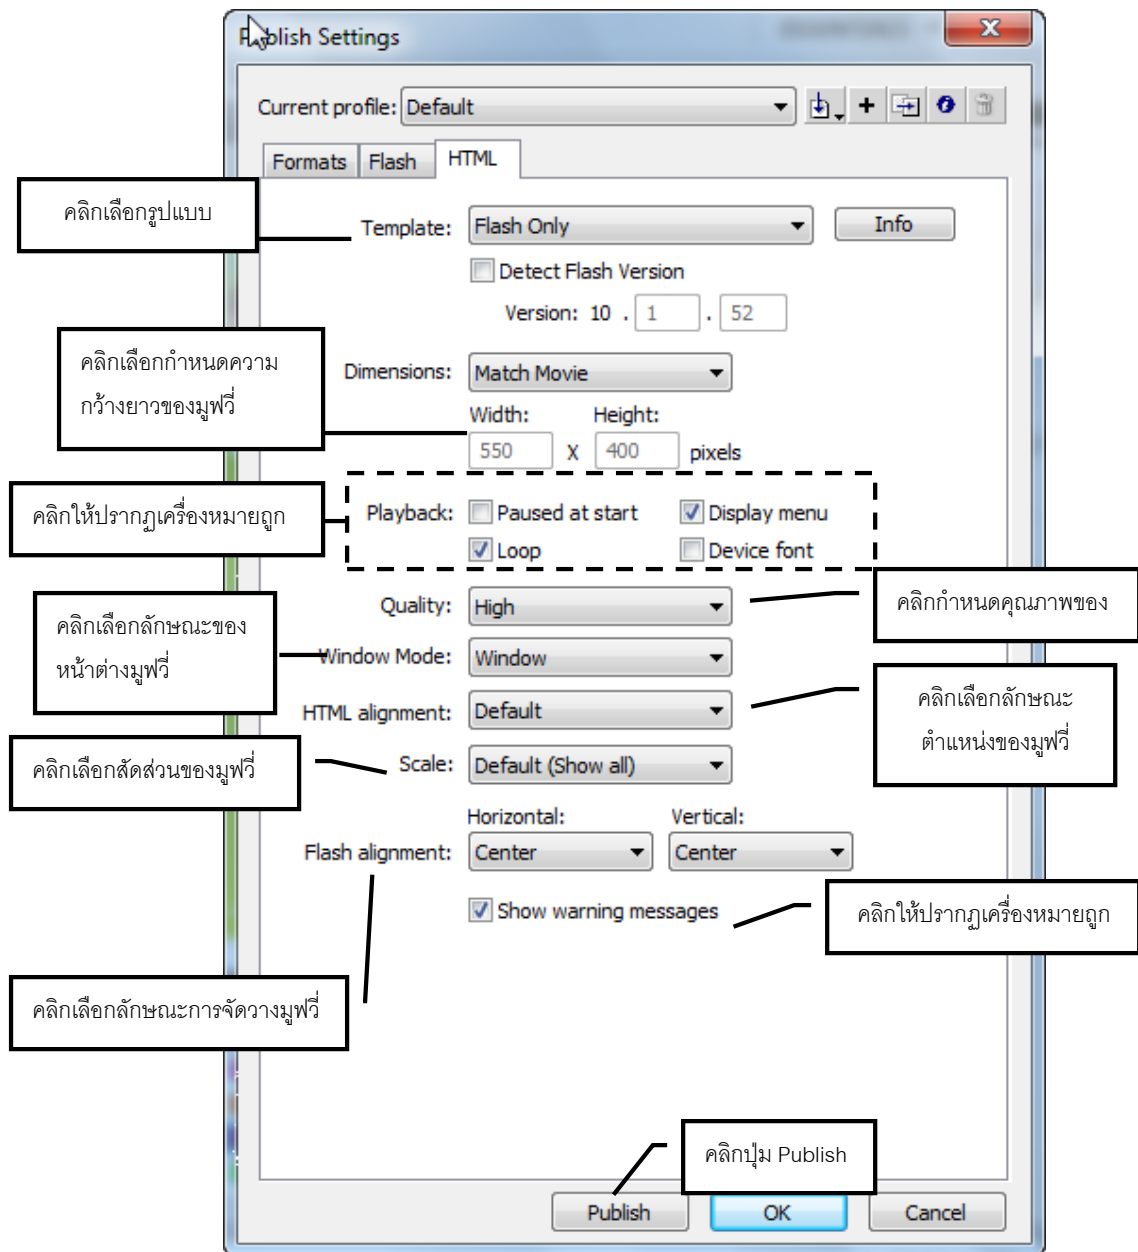 Publish Settings
Current profile: Default
Formats Flash HTML
คลิกเลือกรูปแบบ
Template: Flash Only Info
Detect Flash Version
Version: 10 . 1 . 52
คลิกเลือกกำหนดความ
กว้างยาวของมูฟวี่
Dimensions: Match Movie
Width: Height:
550 X 400 pixels
คลิกให้ปรากฏเครื่องหมายถูก
Playback: Paused at start Display menu
Loop Device font
Quality: High
คลิกกำหนดคุณภาพของ
คลิกเลือกลักษณะของ
หน้าต่างมูฟวี่
Window Mode: Window
HTML alignment: Default
คลิกเลือกลักษณะ
ตำแหน่งของมูฟวี่
คลิกเลือกสัดส่วนของมูฟวี่
Scale: Default (Show all)
Horizontal: Vertical:
Flash alignment: Center Center
Show warning messages
คลิกให้ปรากฏเครื่องหมายถูก
คลิกเลือกลักษณะการจัดวางมูฟวี่
คลิกปุ่ม Publish
Publish OK Cancel